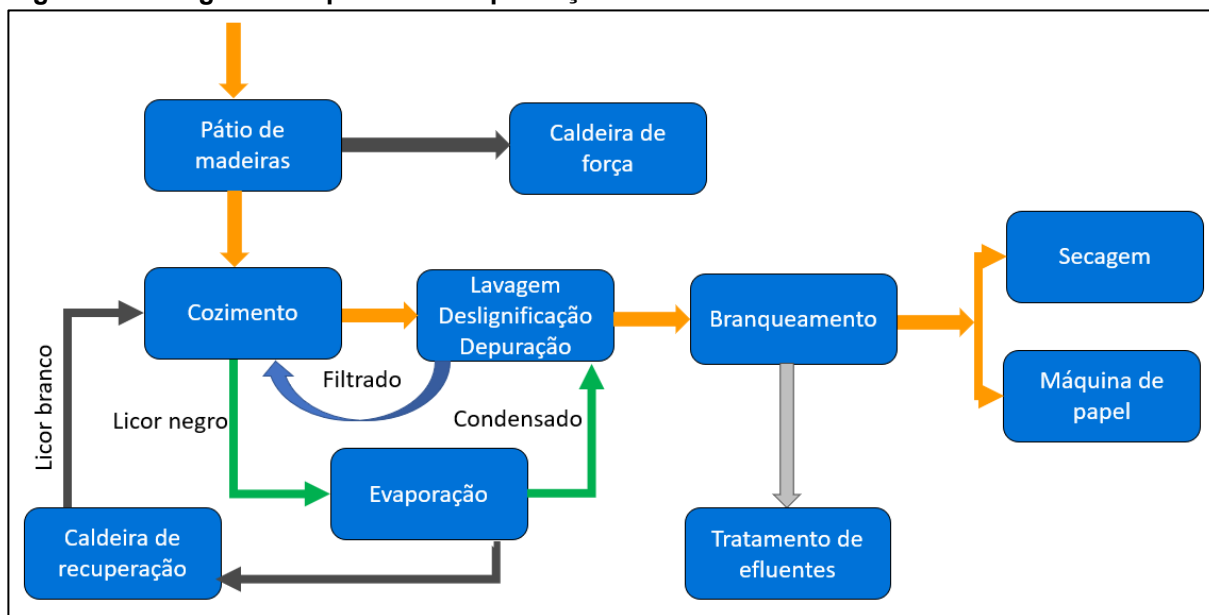 Pátio de
madeiras
Caldeira de
força
Secagem
Cozimento
Lavagem
Deslignificação
Depuração
Branqueamento
Máquina de
papel
Filtrado
Licor branco
Licor negro
Condensado
Evaporação
Caldeira de
recuperação
Tratamento de
efluentes